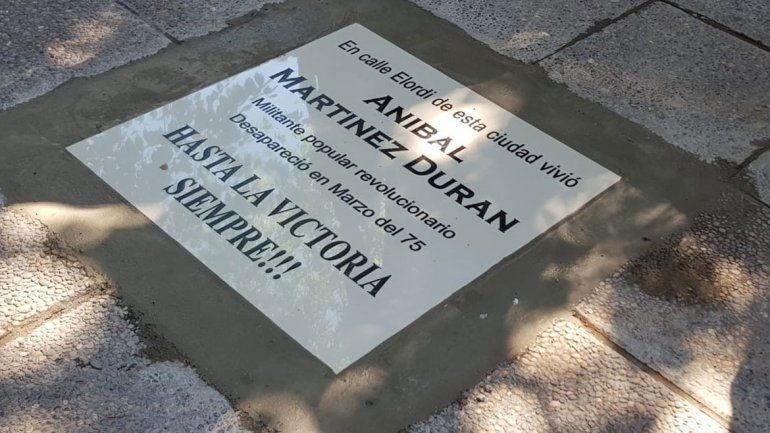 En calle Elordi de esta ciudad vivió
ANIBAL
MARTINEZ DURAN
Militante popular revolucionario
Desapareció en Marzo del 75
HASTA LA VICTORIA
SIEMPRE!!!